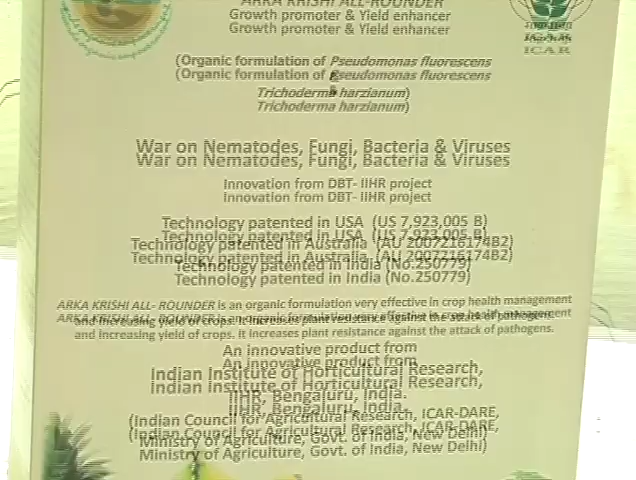 ARKA KRISHI ALL-ROUNDER
Growth promoter & Yield enhancer
ICAR
(Organic formulation of Pseudomonas fluorescens
Trichoderma harzianum)
War on Nematodes, Fungi, Bacteria & Viruses
Innovation from DBT- IIHR project
Technology patented in USA (US 7,923,005 B)
Technology patented in Australia (AU 2007216174B2)
Technology patented in India (No.250779)
ARKA KRISHI ALL- ROUNDER is an organic formulation very effective in crop health management
and increasing yield of crops. It increases plant resistance against the attack of pathogens.
An innovative product from
Indian Institute of Horticultural Research,
IIHR, Bengaluru, India.
(Indian Council for Agricultural Research, ICAR-DARE,
Ministry of Agriculture, Govt. of India, New Delhi)